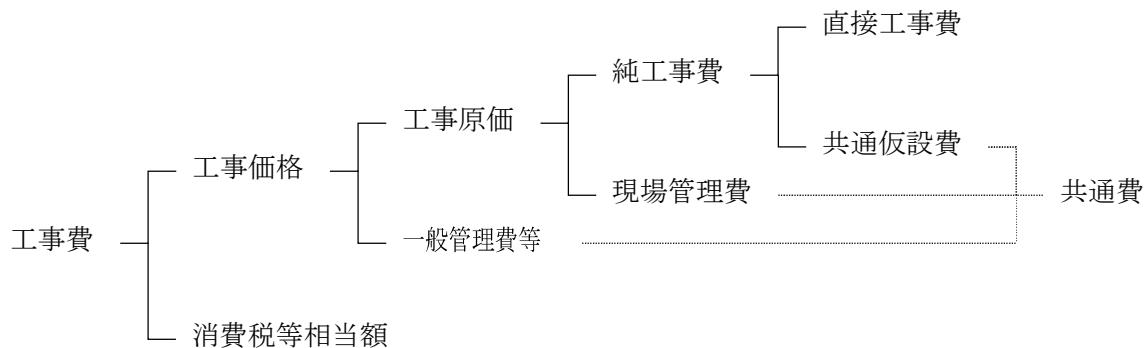 直接工事費
純工事費
工事原価
共通仮設費
工事価格
現場管理費
共通費
工事費
一般管理費等
消費税等相当額